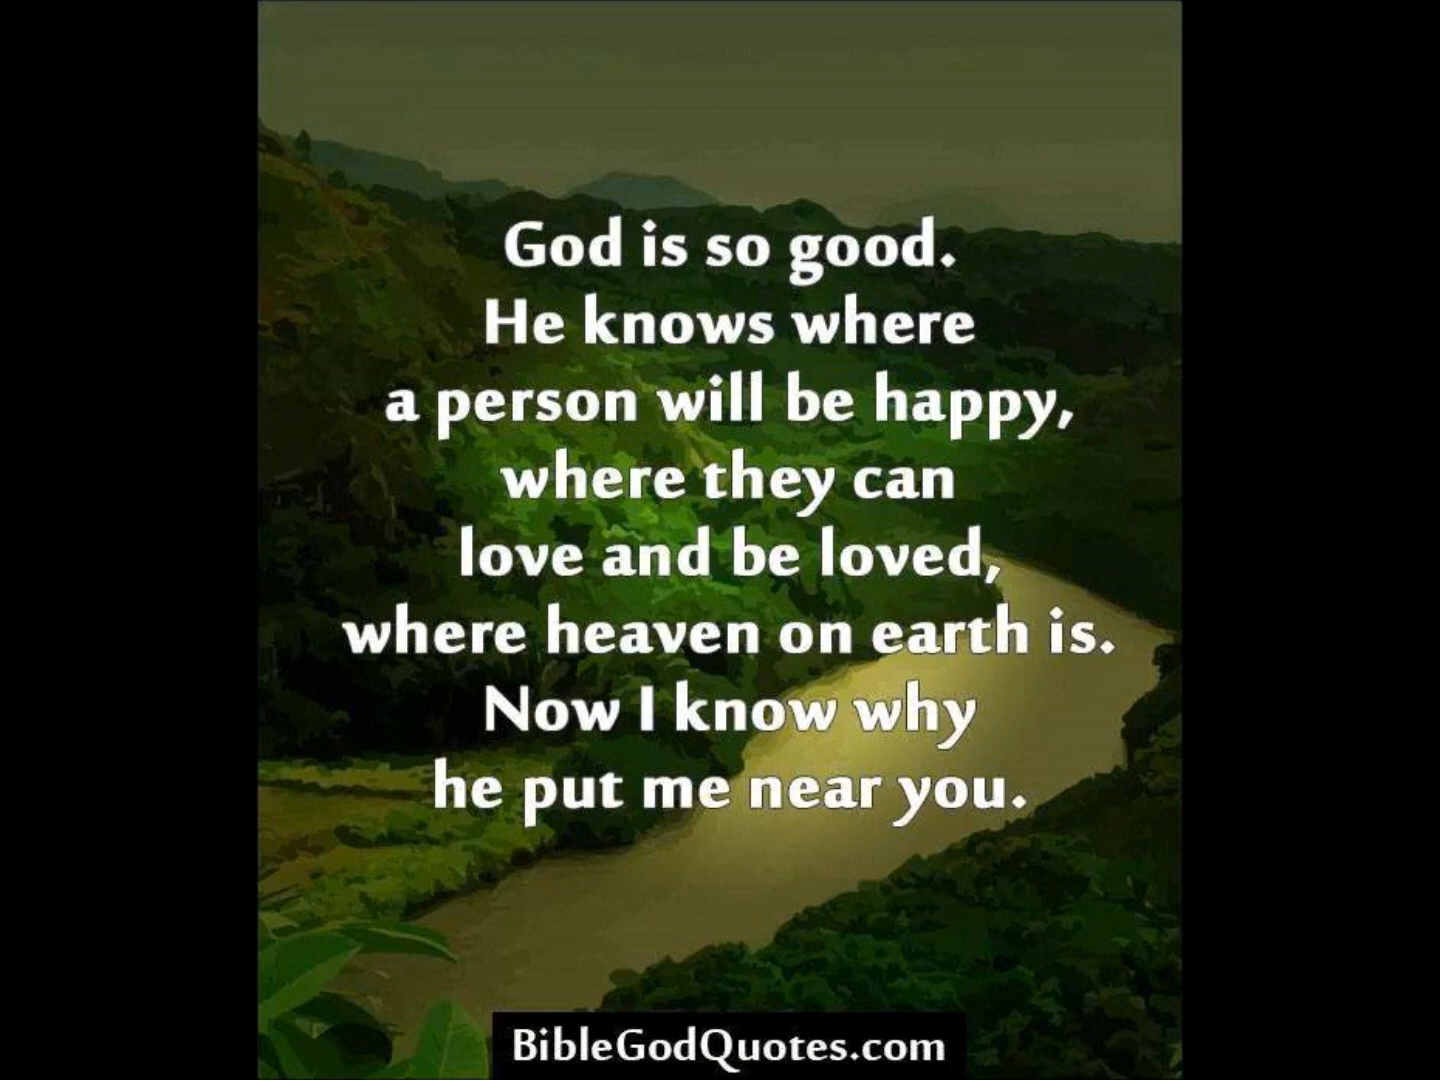 God is so good.
He knows where
a person will be happy,
where they can
love and be loved,
where heaven on earth is.
Now I know why
he put me near you.
BibleGodQuotes.com